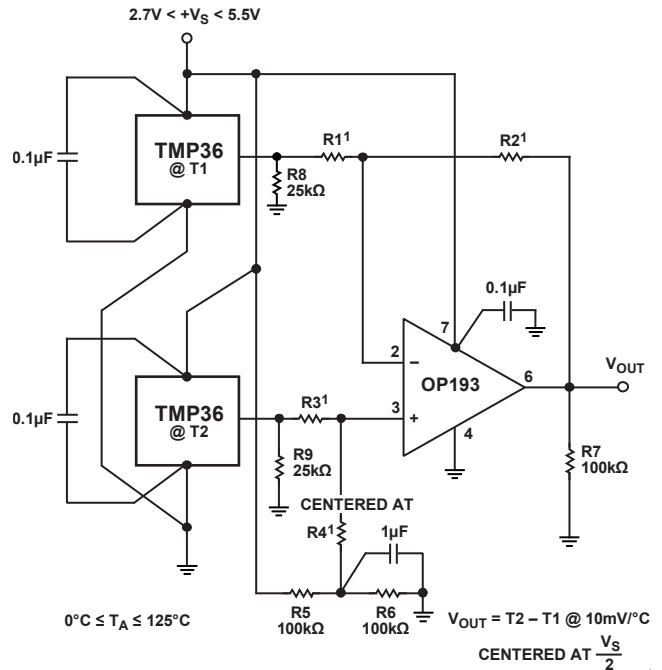 2.7V < +VS < 5.5V
0.1µF
TMP36
@ T1
R1¹
R2¹
R8
25kΩ
0.1µF
7
2
–
OP193
6
VOUT
3
+
4
0.1µF
TMP36
@ T2
R3¹
R9
25kΩ
R7
100kΩ
CENTERED AT
R4¹
1µF
0°C ≤ TA ≤ 125°C
R5
100kΩ
R6
100kΩ
VOUT = T2 – T1 @ 10mV/°C
CENTERED AT VS/2